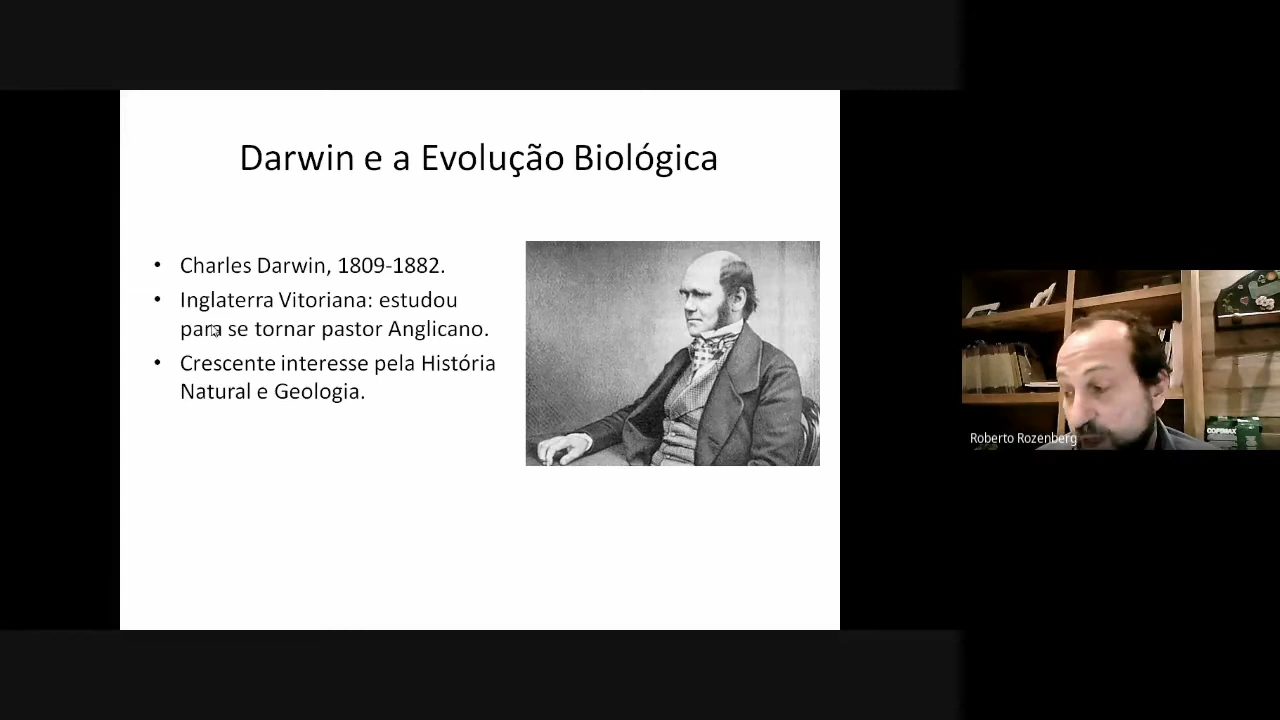 Darwin e a Evolução Biológica
• Charles Darwin, 1809-1882.
• Inglaterra Vitoriana: estudou
para se tornar pastor Anglicano.
• Crescente interesse pela História
Natural e Geologia.
Roberto Rozenberg
COPIMAX